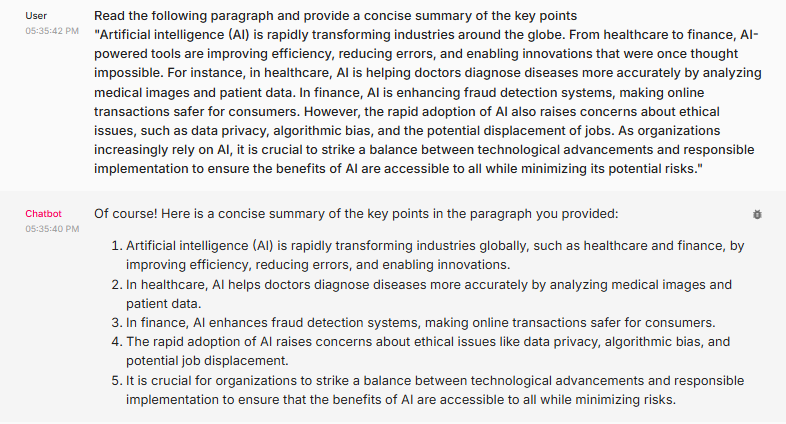 User
05:35:42 PM
Read the following paragraph and provide a concise summary of the key points
"Artificial intelligence (AI) is rapidly transforming industries around the globe. From healthcare to finance, AI-
powered tools are improving efficiency, reducing errors, and enabling innovations that were once thought
impossible. For instance, in healthcare, AI is helping doctors diagnose diseases more accurately by analyzing
medical images and patient data. In finance, AI is enhancing fraud detection systems, making online
transactions safer for consumers. However, the rapid adoption of AI also raises concerns about ethical
issues, such as data privacy, algorithmic bias, and the potential displacement of jobs. As organizations
increasingly rely on AI, it is crucial to strike a balance between technological advancements and responsible
implementation to ensure the benefits of AI are accessible to all while minimizing its potential risks."
Chatbot
05:35:40 PM
Of course! Here is a concise summary of the key points in the paragraph you provided:
1. Artificial intelligence (AI) is rapidly transforming industries globally, such as healthcare and finance, by
improving efficiency, reducing errors, and enabling innovations.
2. In healthcare, AI helps doctors diagnose diseases more accurately by analyzing medical images and
patient data.
3. In finance, AI enhances fraud detection systems, making online transactions safer for consumers.
4. The rapid adoption of AI raises concerns about ethical issues like data privacy, algorithmic bias, and
potential job displacement.
5. It is crucial for organizations to strike a balance between technological advancements and responsible
implementation to ensure that the benefits of AI are accessible to all while minimizing risks.